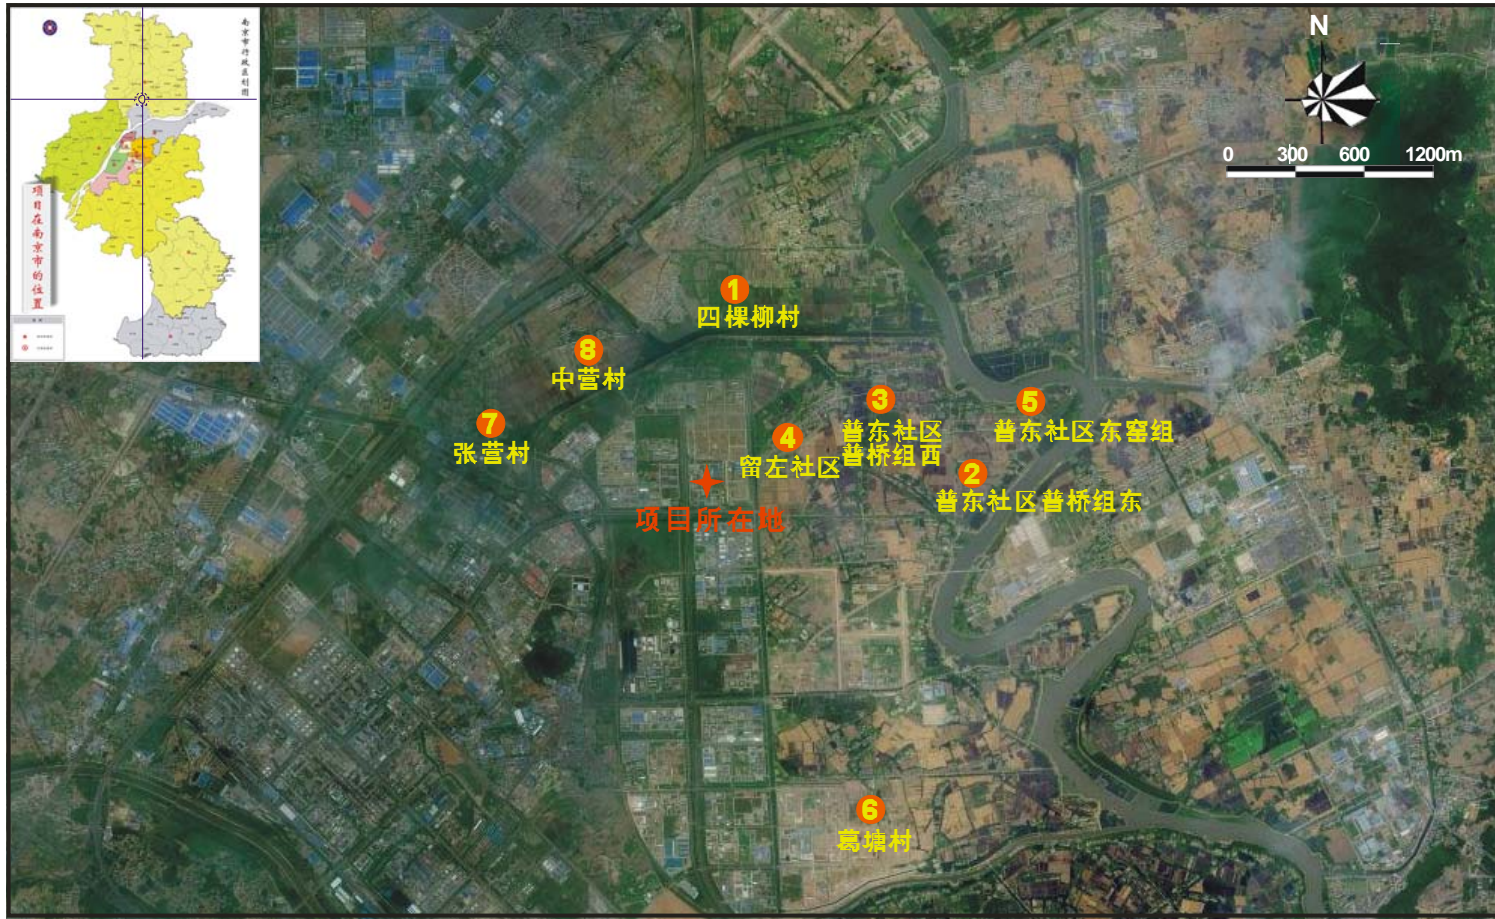 南京市行政区划图
项目在南京市的位置
N
0 300 600 1200m
1
四棵柳村
8
中营村
7
张营村
3
普东社区
普桥组西
5
普东社区东窑组
4
留左社区
2
普东社区普桥组东
项目所在地
6
葛塘村